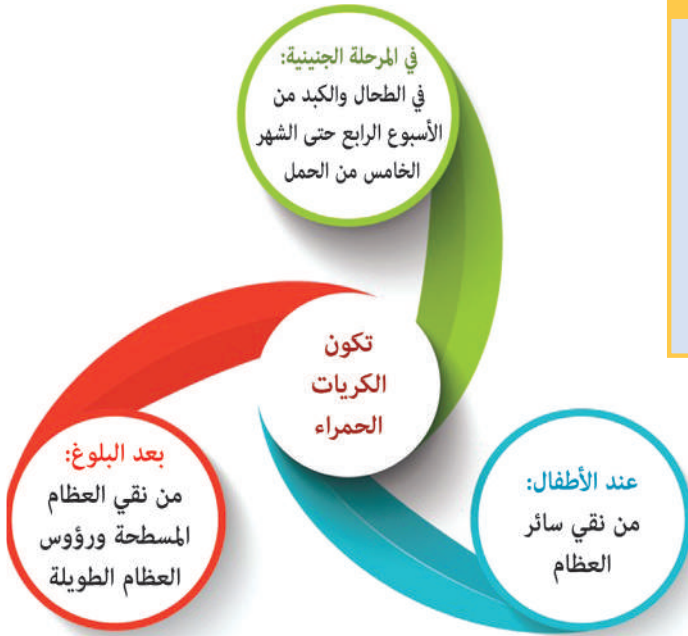 في المرحلة الجنينية:
في الطحال والكبد من
الأسبوع الرابع حتى الشهر
الخامس من الحمل
تكون
الكريات
الحمراء
عند الأطفال:
من نقي سائر
العظام
بعد البلوغ:
من نقي العظام
المسطحة ورؤوس
العظام الطويلة